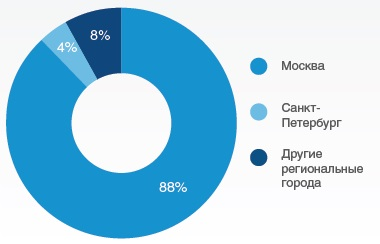 8%
4%
88%
Москва
Санкт-
Петербург
Другие
региональные
города